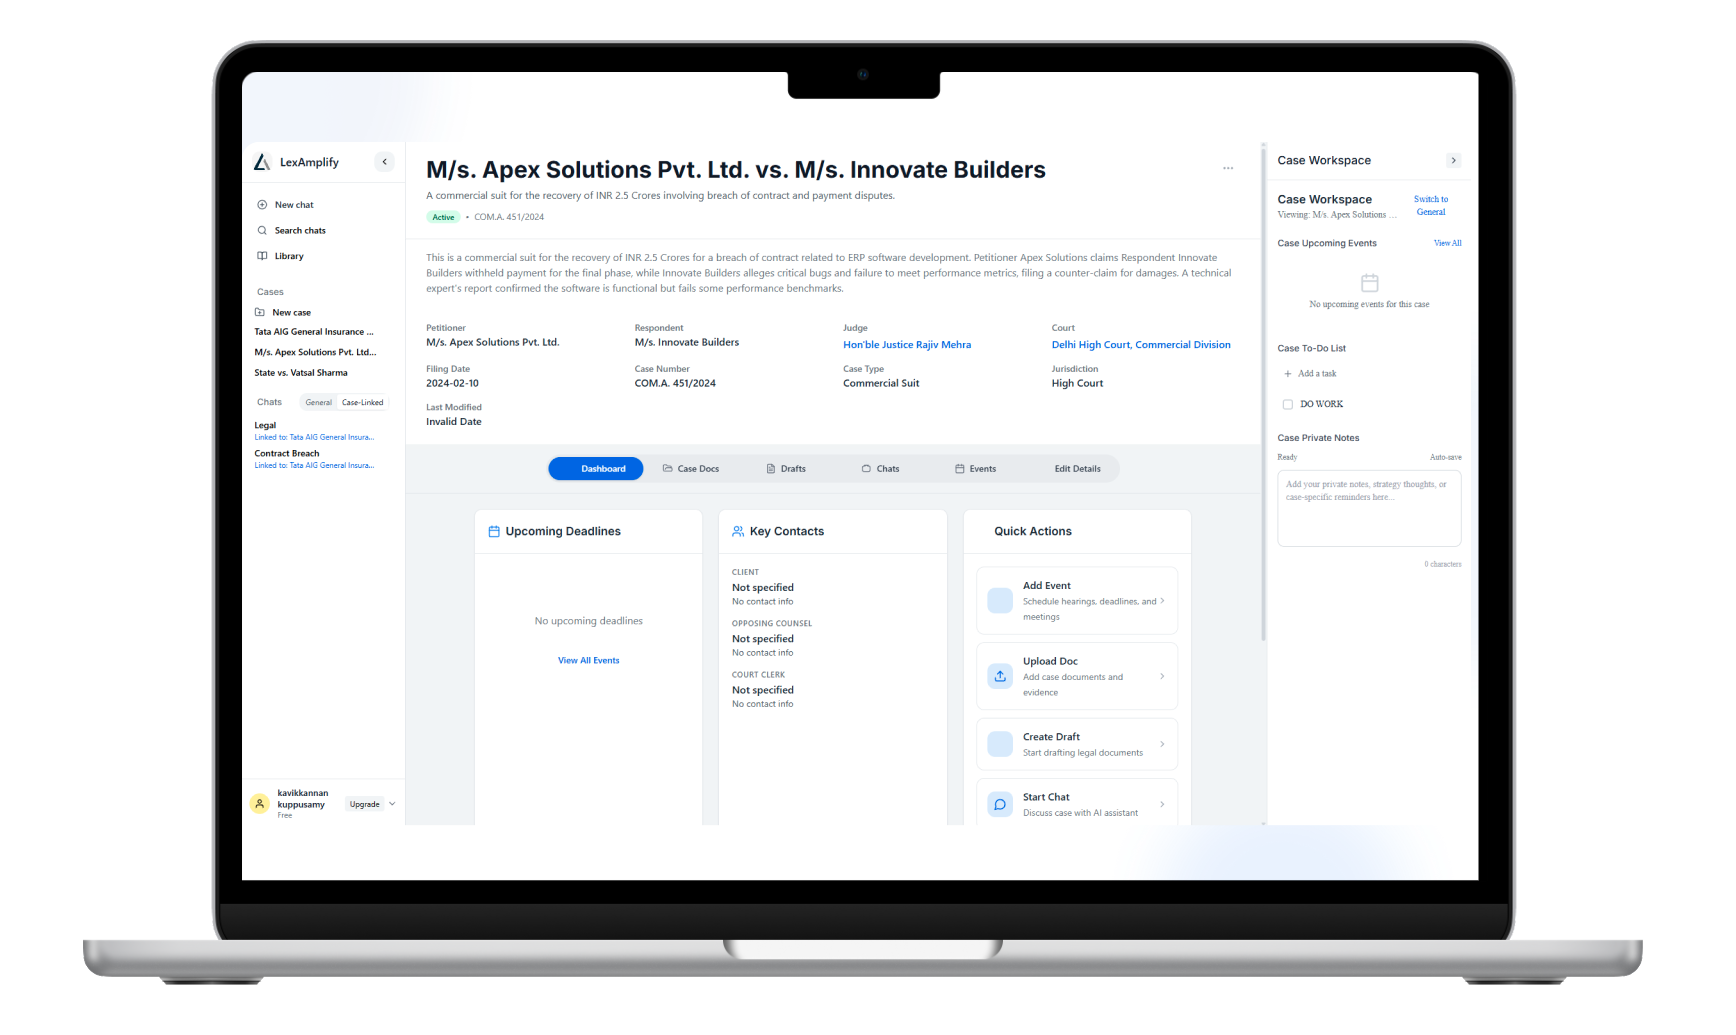 LexAmplify
New chat
Search chats
Library
Cases
New case
Tata AIG General Insurance ...
M/s. Apex Solutions Pvt. Ltd...
State vs. Vatsal Sharma
Chats General Case-Linked
Legal
Linked to: Tata AIG General Insura...
Contract Breach
Linked to: Tata AIG General Insura...
kavikkannan
kuppusamy
Free
Upgrade
M/s. Apex Solutions Pvt. Ltd. vs. M/s. Innovate Builders
A commercial suit for the recovery of INR 2.5 Crores involving breach of contract and payment disputes.
Active • COM.A. 451/2024
This is a commercial suit for the recovery of INR 2.5 Crores for a breach of contract related to ERP software development. Petitioner Apex Solutions claims Respondent Innovate
Builders withheld payment for the final phase, while Innovate Builders alleges critical bugs and failure to meet performance metrics, filing a counter-claim for damages. A technical
expert's report confirmed the software is functional but fails some performance benchmarks.
Petitioner
M/s. Apex Solutions Pvt. Ltd.
Respondent
M/s. Innovate Builders
Judge
Hon'ble Justice Rajiv Mehra
Court
Delhi High Court, Commercial Division
Filing Date
2024-02-10
Case Number
COM.A. 451/2024
Case Type
Commercial Suit
Jurisdiction
High Court
Last Modified
Invalid Date
Dashboard Case Docs Drafts Chats Events Edit Details
Upcoming Deadlines
No upcoming deadlines
View All Events
Key Contacts
CLIENT
Not specified
No contact info
OPPOSING COUNSEL
Not specified
No contact info
COURT CLERK
Not specified
No contact info
Quick Actions
Add Event
Schedule hearings, deadlines, and
meetings
Upload Doc
Add case documents and
evidence
Create Draft
Start drafting legal documents
Start Chat
Discuss case with AI assistant
Case Workspace
Case Workspace
Viewing: M/s. Apex Solutions ...
Switch to
General
Case Upcoming Events View All
No upcoming events for this case
Case To-Do List
+ Add a task
DO WORK
Case Private Notes
Ready Auto-save
Add your private notes, strategy thoughts, or
case-specific reminders here...
0 characters